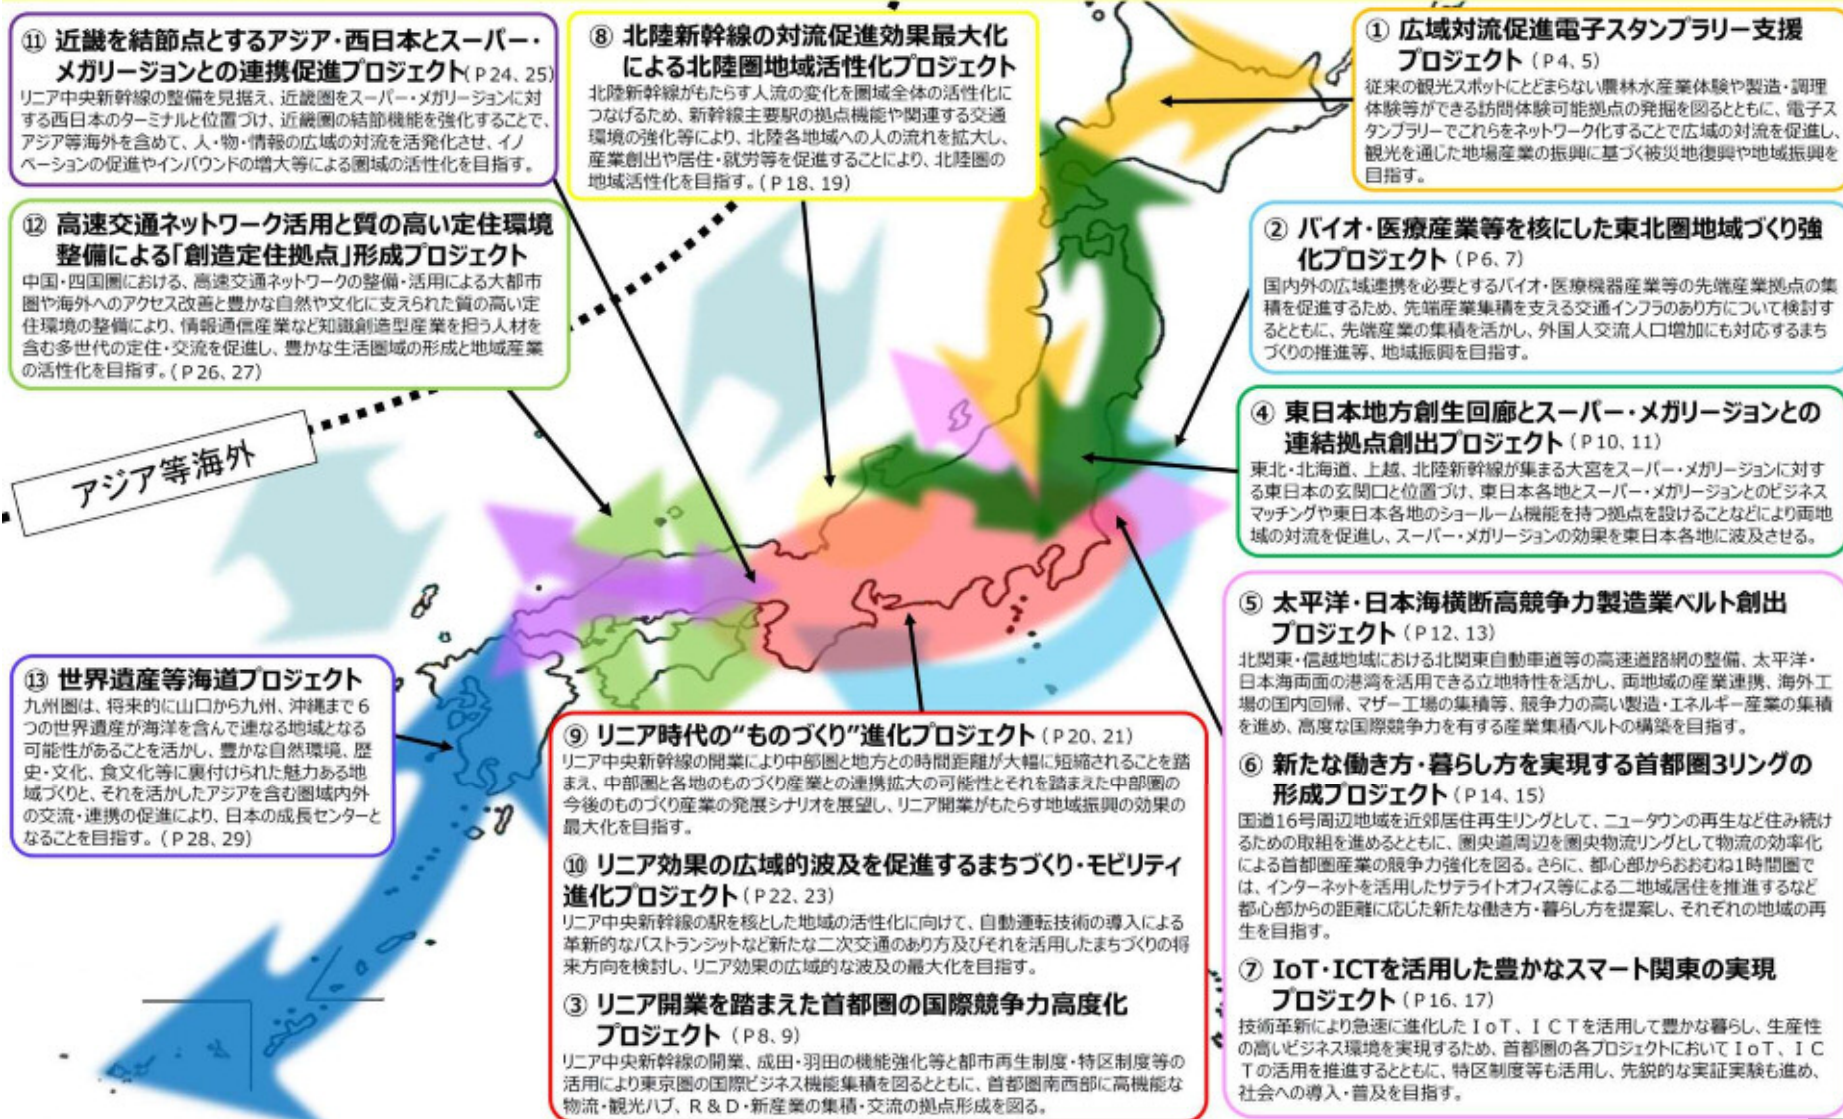 ⑪ 近畿を結節点とするアジア・西日本とスーパー・
メガリージョンとの連携促進プロジェクト(P24、25)
リニア中央新幹線の整備を見据え、近畿圏をスーパー・メガリージョンに対
する西日本のターミナルと位置づけ、近畿圏の結節機能を強化することで、
アジア等海外を含めて、人・物・情報の広域の対流を活発化させ、イノ
ベーションの促進やインバウンドの増大等による圏域の活性化を目指す。
⑧ 北陸新幹線の対流促進効果最大化
による北陸圏地域活性化プロジェクト
北陸新幹線がもたらす人流の変化を圏域全体の活性化に
つなげるため、新幹線主要駅の拠点機能や関連する交通
環境の強化等により、北陸各地域への人の流れを拡大し、
産業創出や居住・就労等を促進することにより、北陸圏の
地域活性化を目指す。(P18、19)
① 広域対流促進電子スタンプラリー支援
プロジェクト(P4、5)
従来の観光スポットにとどまらない農林水産業体験や製造・調理
体験等ができる訪問体験可能拠点の発掘を図るとともに、電子ス
タンプラリーでこれらをネットワーク化することで広域の対流を促進し、
観光を通じた地場産業の振興に基づく被災地復興や地域振興を
目指す。
⑫ 高速交通ネットワーク活用と質の高い定住環境
整備による「創造定住拠点」形成プロジェクト
中国・四国圏における、高速交通ネットワークの整備・活用による大都市
圏や海外へのアクセス改善と豊かな自然や文化に支えられた質の高い定
住環境の整備により、情報通信産業など知識創造型産業を担う人材を
含む多世代の定住・交流を促進し、豊かな生活圏域の形成と地域産業
の活性化を目指す。(P26、27)
② バイオ・医療産業等を核にした東北圏地域づくり強
化プロジェクト(P6、7)
国内外の広域連携を必要とするバイオ・医療機器産業等の先端産業拠点の集
積を促進するため、先端産業集積を支える交通インフラのあり方について検討す
るとともに、先端産業の集積を活かし、外国人交流人口増加にも対応するまち
づくりの推進等、地域振興を目指す。
④ 東日本地方創生回廊とスーパー・メガリージョンとの
連結拠点創出プロジェクト(P10、11)
東北・北海道、上越、北陸新幹線が集まる大宮をスーパー・メガリージョンに対す
る東日本の玄関口と位置づけ、東日本各地とスーパー・メガリージョンとのビジネス
マッチングや東日本各地のショールーム機能を持つ拠点を設けることなどにより両地
域の対流を促進し、スーパー・メガリージョンの効果を東日本各地に波及させる。
アジア等海外
⑤ 太平洋・日本海横断高競争力製造業ベルト創出
プロジェクト(P12、13)
北関東・信越地域における北関東自動車道等の高速道路網の整備、太平洋・
日本海両面の港湾を活用できる立地特性を活かし、両地域の産業連携、海外工
場の国内回帰、マザー工場の集積等、競争力の高い製造・エネルギー産業の集積
を進め、高度な国際競争力を有する産業集積ベルトの構築を目指す。
⑥ 新たな働き方・暮らし方を実現する首都圏3リングの
形成プロジェクト(P14、15)
国道16号周辺地域を近郊居住再生リングとして、ニュータウンの再生など住み続け
るための取組を進めるとともに、圏央道周辺を圏央物流リングとして物流の効率化
による首都圏産業の競争力強化を図る。さらに、都心部からおおむね1時間圏で
は、インターネットを活用したサテライトオフィス等による二地域居住を推進するなど
都心部からの距離に応じた新たな働き方・暮らし方を提案し、それぞれの地域の再
生を目指す。
⑦ IoT・ICTを活用した豊かなスマート関東の実現
プロジェクト(P16、17)
技術革新により急速に進化したIoT、ICTを活用して豊かな暮らし、生産性
の高いビジネス環境を実現するため、首都圏の各プロジェクトにおいてIoT、IC
Tの活用を推進するとともに、特区制度等も活用し、先鋭的な実証実験も進め、
社会への導入・普及を目指す。
⑬ 世界遺産等海道プロジェクト
九州圏は、将来的に山口から九州、沖縄まで6
つの世界遺産が海洋を含んで連なる地域となる
可能性があることを活かし、豊かな自然環境、歴
史・文化、食文化等に裏付けられた魅力ある地
域づくりと、それを活かしたアジアを含む圏域内外
の交流・連携の促進により、日本の成長センターと
なることを目指す。(P28、29)
⑨ リニア時代の“ものづくり”進化プロジェクト(P20、21)
リニア中央新幹線の開業により中部圏と地方との時間距離が大幅に短縮されることを踏
まえ、中部圏と各地のものづくり産業との連携拡大の可能性とそれを踏まえた中部圏の
今後のものづくり産業の発展シナリオを展望し、リニア開業がもたらす地域振興の効果の
最大化を目指す。
⑩ リニア効果の広域的波及を促進するまちづくり・モビリティ
進化プロジェクト(P22、23)
リニア中央新幹線の駅を核とした地域の活性化に向けて、自動運転技術の導入による
革新的なバストランジットなど新たな二次交通のあり方及びそれを活用したまちづくりの将
来方向を検討し、リニア効果の広域的な波及の最大化を目指す。
③ リニア開業を踏まえた首都圏の国際競争力高度化
プロジェクト(P8、9)
リニア中央新幹線の開業、成田・羽田の機能強化等と都市再生制度・特区制度等の
活用により東京圏の国際ビジネス機能集積を図るとともに、首都圏南西部に高機能な
物流・観光ハブ、R&D・新産業の集積・交流の拠点形成を図る。